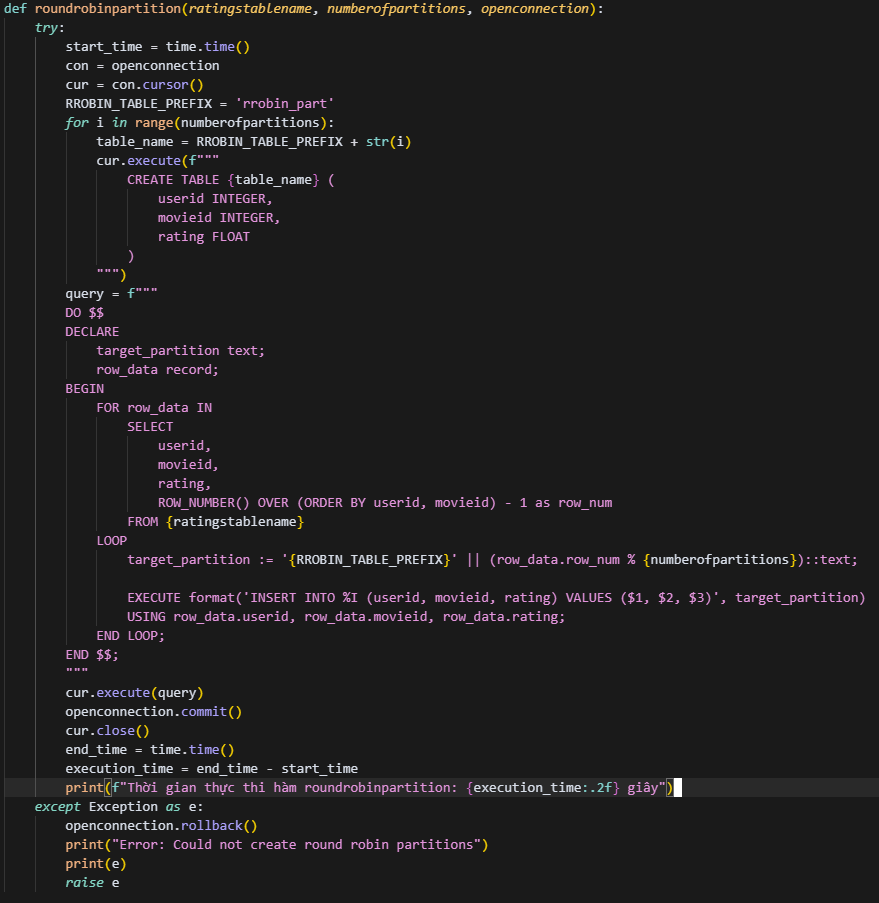 def roundrobinpartition(ratingstablename, numberofpartitions, openconnection):
    try:
        start_time = time.time()
        con = openconnection
        cur = con.cursor()
        RROBIN_TABLE_PREFIX = 'rrobin_part'
        for i in range(numberofpartitions):
            table_name = RROBIN_TABLE_PREFIX + str(i)
            cur.execute(f"""
                CREATE TABLE {table_name} (
                    userid INTEGER,
                    movieid INTEGER,
                    rating FLOAT
                )
            """)
        query = f"""
        DO $$
        DECLARE
            target_partition text;
            row_data record;
        BEGIN
            FOR row_data IN
                SELECT
                    userid,
                    movieid,
                    rating,
                    ROW_NUMBER() OVER (ORDER BY userid, movieid) - 1 as row_num
                FROM {ratingstablename}
            LOOP
                target_partition := '{RROBIN_TABLE_PREFIX}' || (row_data.row_num % {numberofpartitions})::text;
                EXECUTE format('INSERT INTO %I (userid, movieid, rating) VALUES ($1, $2, $3)', target_partition)
                USING row_data.userid, row_data.movieid, row_data.rating;
            END LOOP;
        END $$;
        """
        cur.execute(query)
        openconnection.commit()
        cur.close()
        end_time = time.time()
        execution_time = end_time - start_time
        print(f"Thời gian thực thi hàm roundrobinpartition: {execution_time:.2f} giây")
    except Exception as e:
        openconnection.rollback()
        print("Error: Could not create round robin partitions")
        print(e)
        raise e